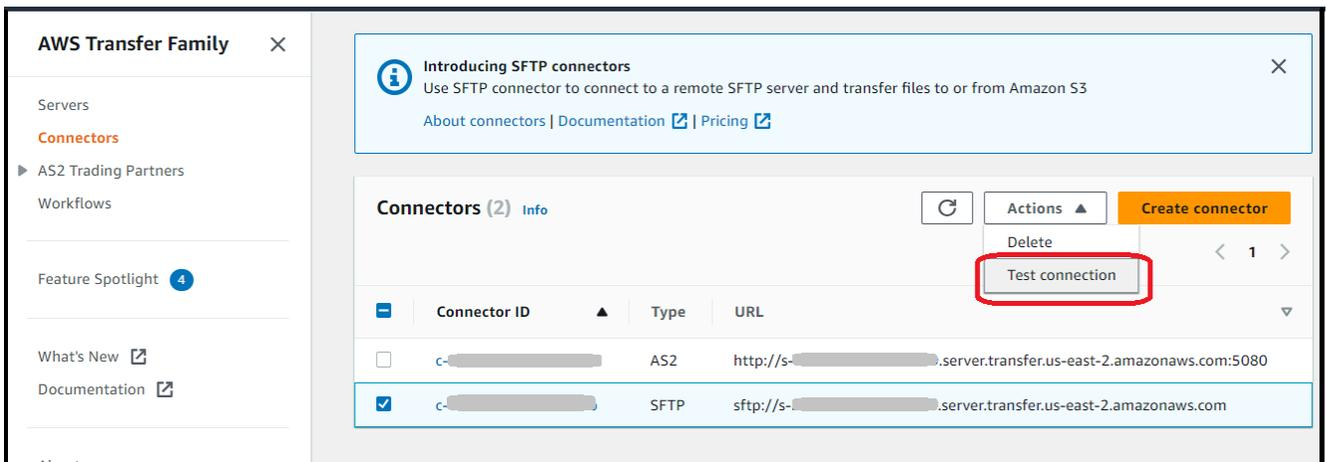 AWS Transfer Family
Servers
Connectors
AS2 Trading Partners
Workflows
Feature Spotlight 4
What's New
Documentation
Introducing SFTP connectors
Use SFTP connector to connect to a remote SFTP server and transfer files to or from Amazon S3
About connectors | Documentation | Pricing
Connectors (2) Info
Actions
Create connector
Delete
1
Test connection
Connector ID Type URL
c- AS2 http://s- .server.transfer.us-east-2.amazonaws.com:5080
c- SFTP sftp://s- .server.transfer.us-east-2.amazonaws.com